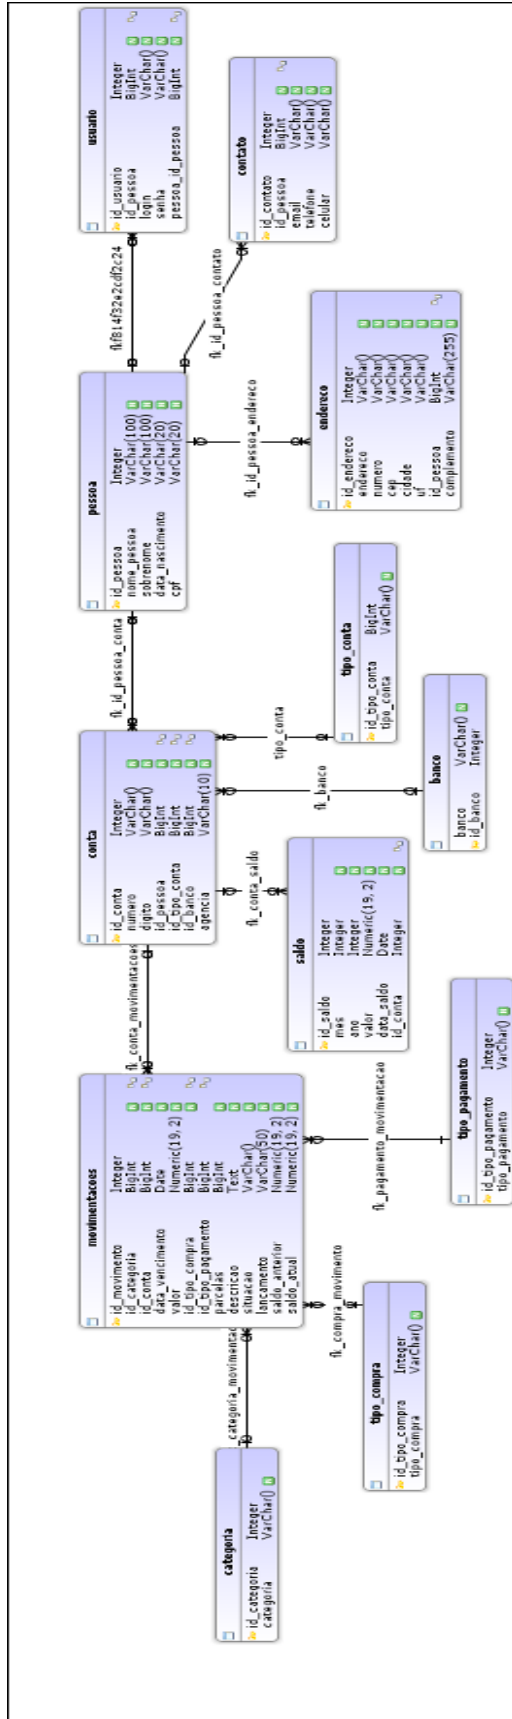 categoria
id_categoria Integer
categoria VarChar() N
_categoria_movimentac
movimentacoes
id_movimento Integer
id_categoria BigInt N
id_conta BigInt N
data_vencimento Date N
valor Numeric(19, 2) N
id_tipo_compra BigInt N
id_tipo_pagamento BigInt N
parcelas BigInt N
descricao Text N
situacao VarChar() N
lancamento VarChar(50) N
saldo_anterior Numeric(19, 2) N
saldo_atual Numeric(19, 2) N
fk_compra_movimento
tipo_compra
id_tipo_compra Integer
tipo_compra VarChar() N
fk_pagamento_movimentacao
tipo_pagamento
id_tipo_pagamento Integer
tipo_pagamento VarChar() N
fk_conta_movimentacoes
conta
id_conta Integer
numero VarChar() N
digito VarChar() N
id_pessoa BigInt N
id_tipo_conta BigInt N
id_banco BigInt N
agencia VarChar(10) N
fk_conta_saldo
saldo
id_saldo Integer
mes Integer N
ano Integer N
valor Numeric(19, 2) N
data_saldo Date N
id_conta Integer N
fk_banco
banco
banco VarChar() N
id_banco Integer
tipo_conta
tipo_conta
id_tipo_conta BigInt
tipo_conta VarChar() N
fk_id_pessoa_conta
pessoa
id_pessoa Integer
nome_pessoa VarChar(100) N
sobrenome VarChar(100) N
data_nascimento VarChar(20) N
cpf VarChar(20) N
fk_id_pessoa_endereco
endereco
id_endereco Integer
endereco VarChar() N
numero VarChar() N
cep VarChar() N
cidade VarChar() N
uf VarChar() N
id_pessoa BigInt N
complemento VarChar(255) N
fk_id_pessoa_contato
contato
id_contato Integer
id_pessoa BigInt N
email VarChar() N
telefone VarChar() N
celular VarChar() N
fkf814f32e2cdf2c24
usuario
id_usuario Integer
id_pessoa BigInt N
login VarChar() N
senha VarChar() N
pessoa_id_pessoa BigInt N